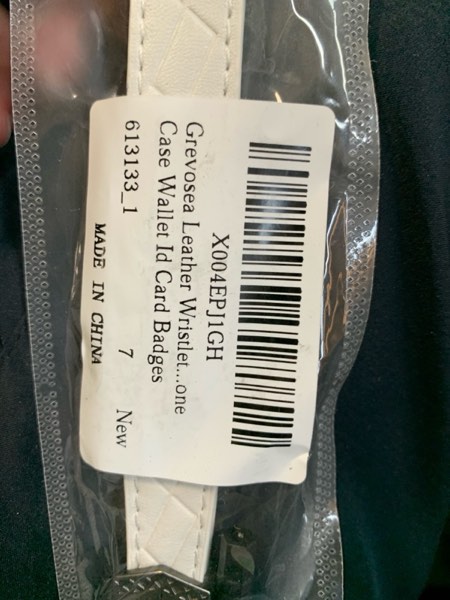 X004EPJ1GH
Grevosea Leather Wristlet...one
Case Wallet Id Card Badges
613133_1 7 New
MADE IN CHINA